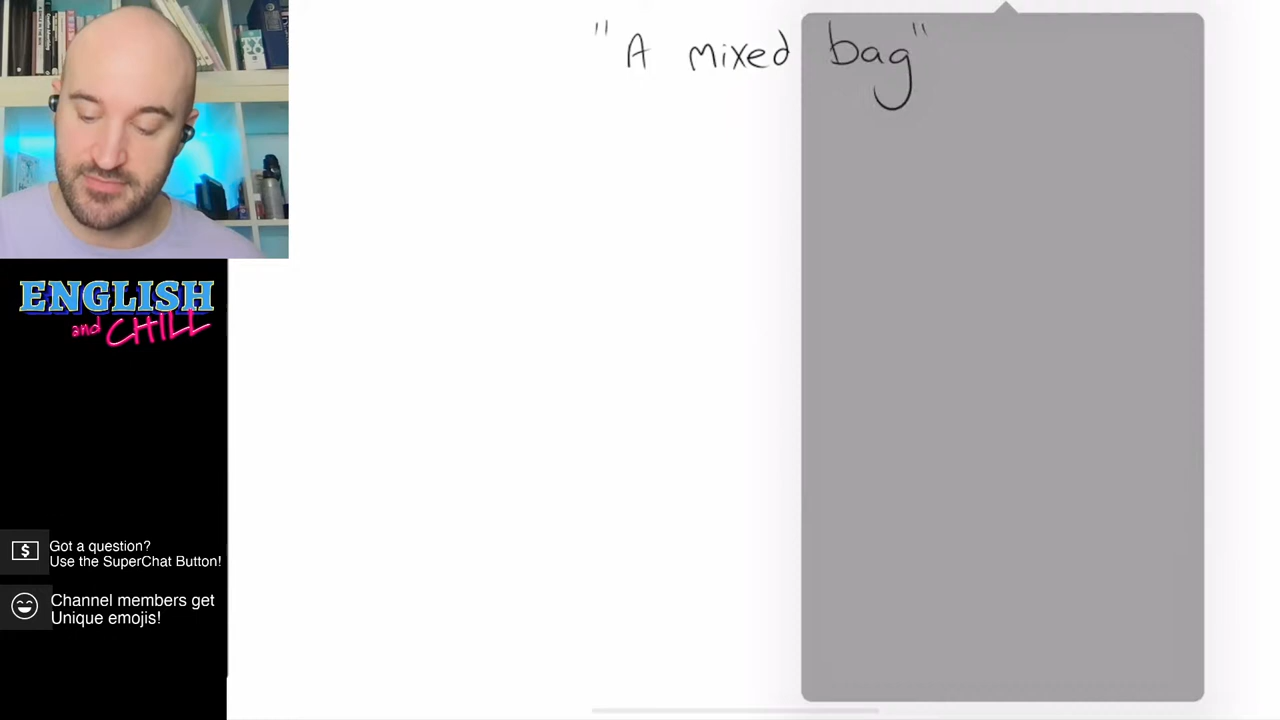 "A mixed bag"
ENGLISH
and CHILL
$ Got a question?
Use the SuperChat Button!
Channel members get
Unique emojis!